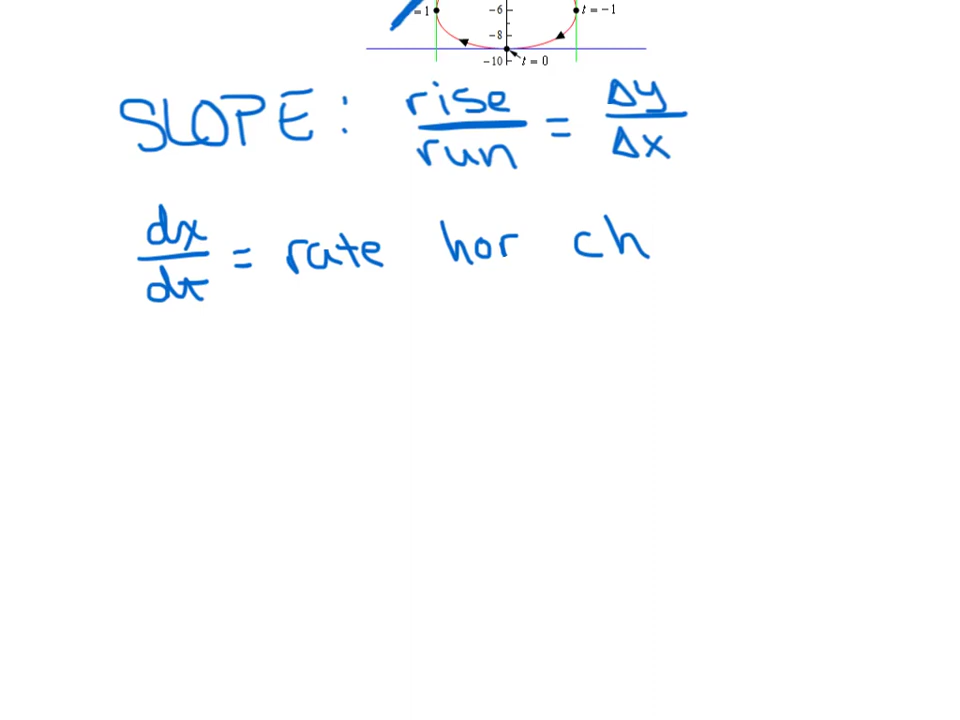 = 1 -6 t = -1
-8
-10 t = 0
SLOPE: rise/run = Δy/Δx
dx/dt = rate hor ch